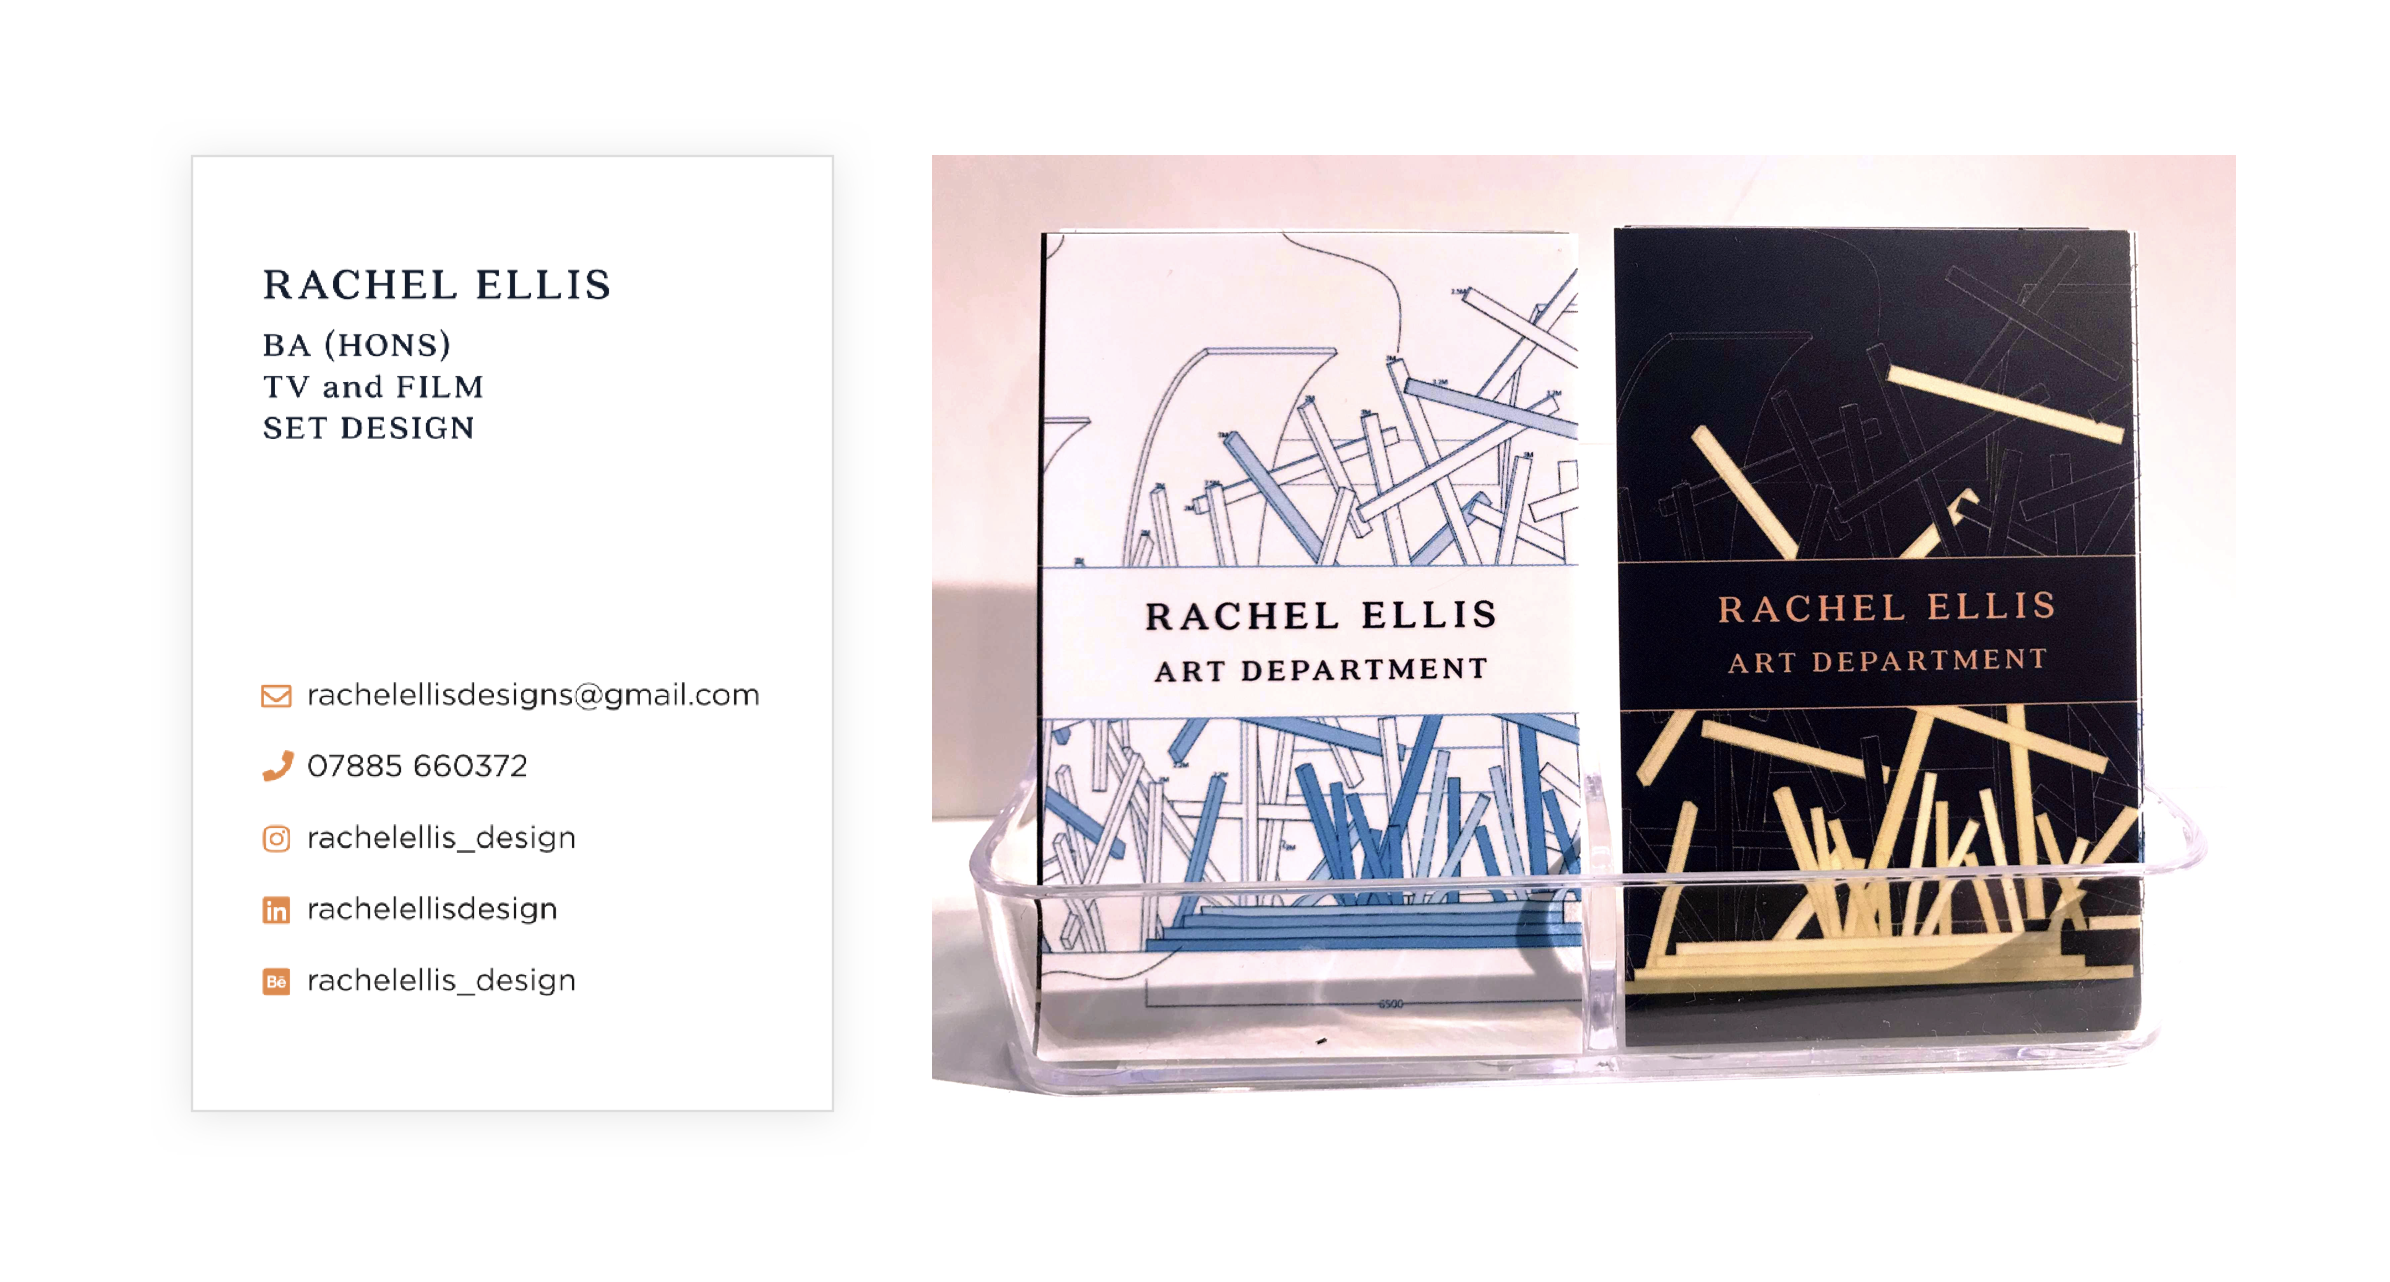 RACHEL ELLIS
BA (HONS)
TV and FILM
SET DESIGN
rachelellisdesigns@gmail.com
07885 660372
rachelellis_design
rachelellisdesign
rachelellis_design
RACHEL ELLIS
ART DEPARTMENT
6500
RACHEL ELLIS
ART DEPARTMENT